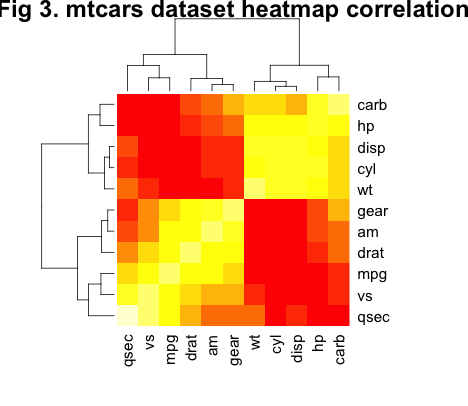 Fig 3. mtcars dataset heatmap correlation
carb
hp
disp
cyl
wt
gear
am
drat
mpg
vs
qsec
qsec vs mpg drat am gear wt cyl disp hp carb